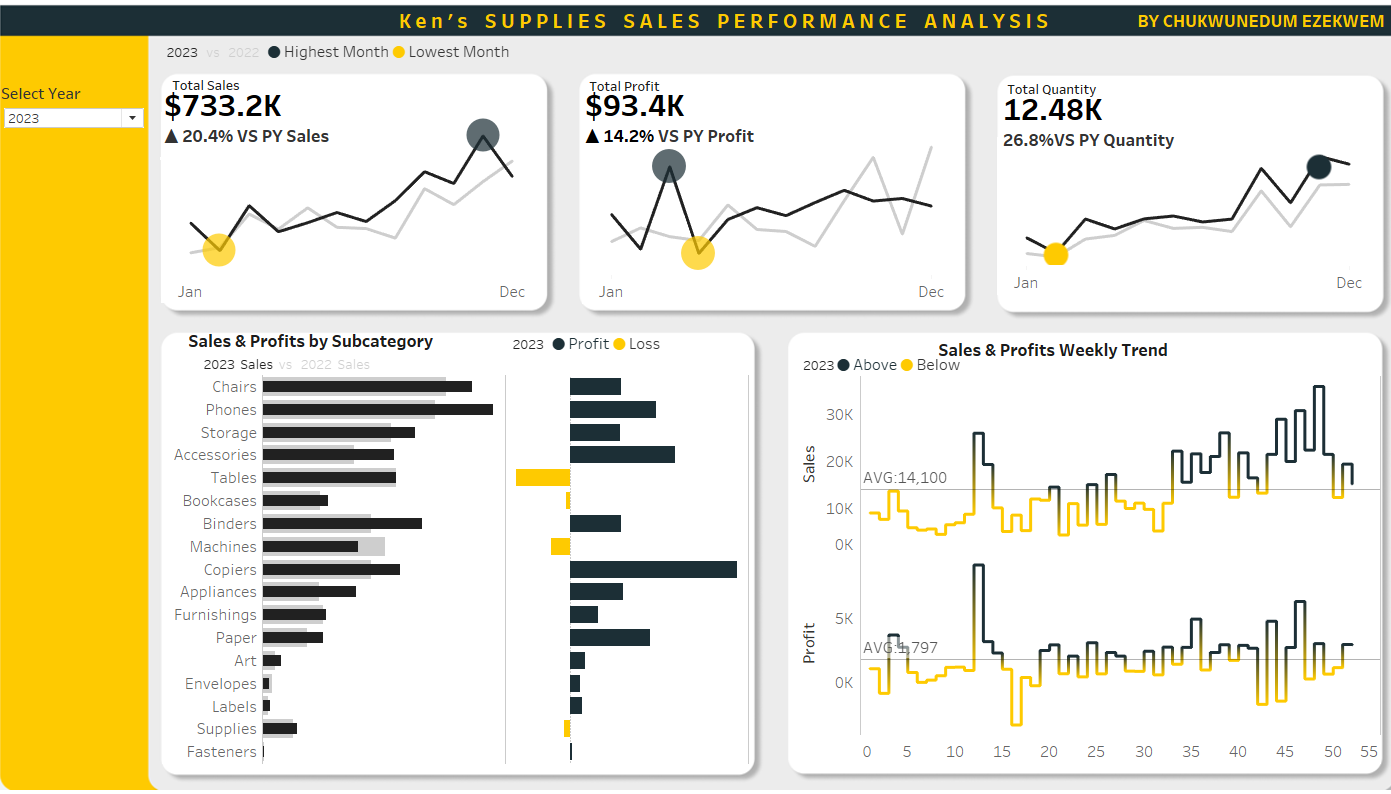 Ken's SUPPLIES SALES PERFORMANCE ANALYSIS
BY CHUKWUNEDUM EZEKWEM
2023 vs 2022 Highest Month Lowest Month
Select Year
2023
Total Sales
$733.2K
▲ 20.4% VS PY Sales
Jan
Dec
Total Profit
$93.4K
▲ 14.2% VS PY Profit
Jan
Dec
Total Quantity
12.48K
26.8%VS PY Quantity
Jan
Dec
Sales & Profits by Subcategory
2023 Sales vs 2022 Sales
2023 Profit Loss
Chairs
Phones
Storage
Accessories
Tables
Bookcases
Binders
Machines
Copiers
Appliances
Furnishings
Paper
Art
Envelopes
Labels
Supplies
Fasteners
Sales & Profits Weekly Trend
2023 Above Below
Sales
30K
20K
10K
0K
AVG:14,100
Profit
5K
0K
AVG:1,797
0 5 10 15 20 25 30 35 40 45 50 55